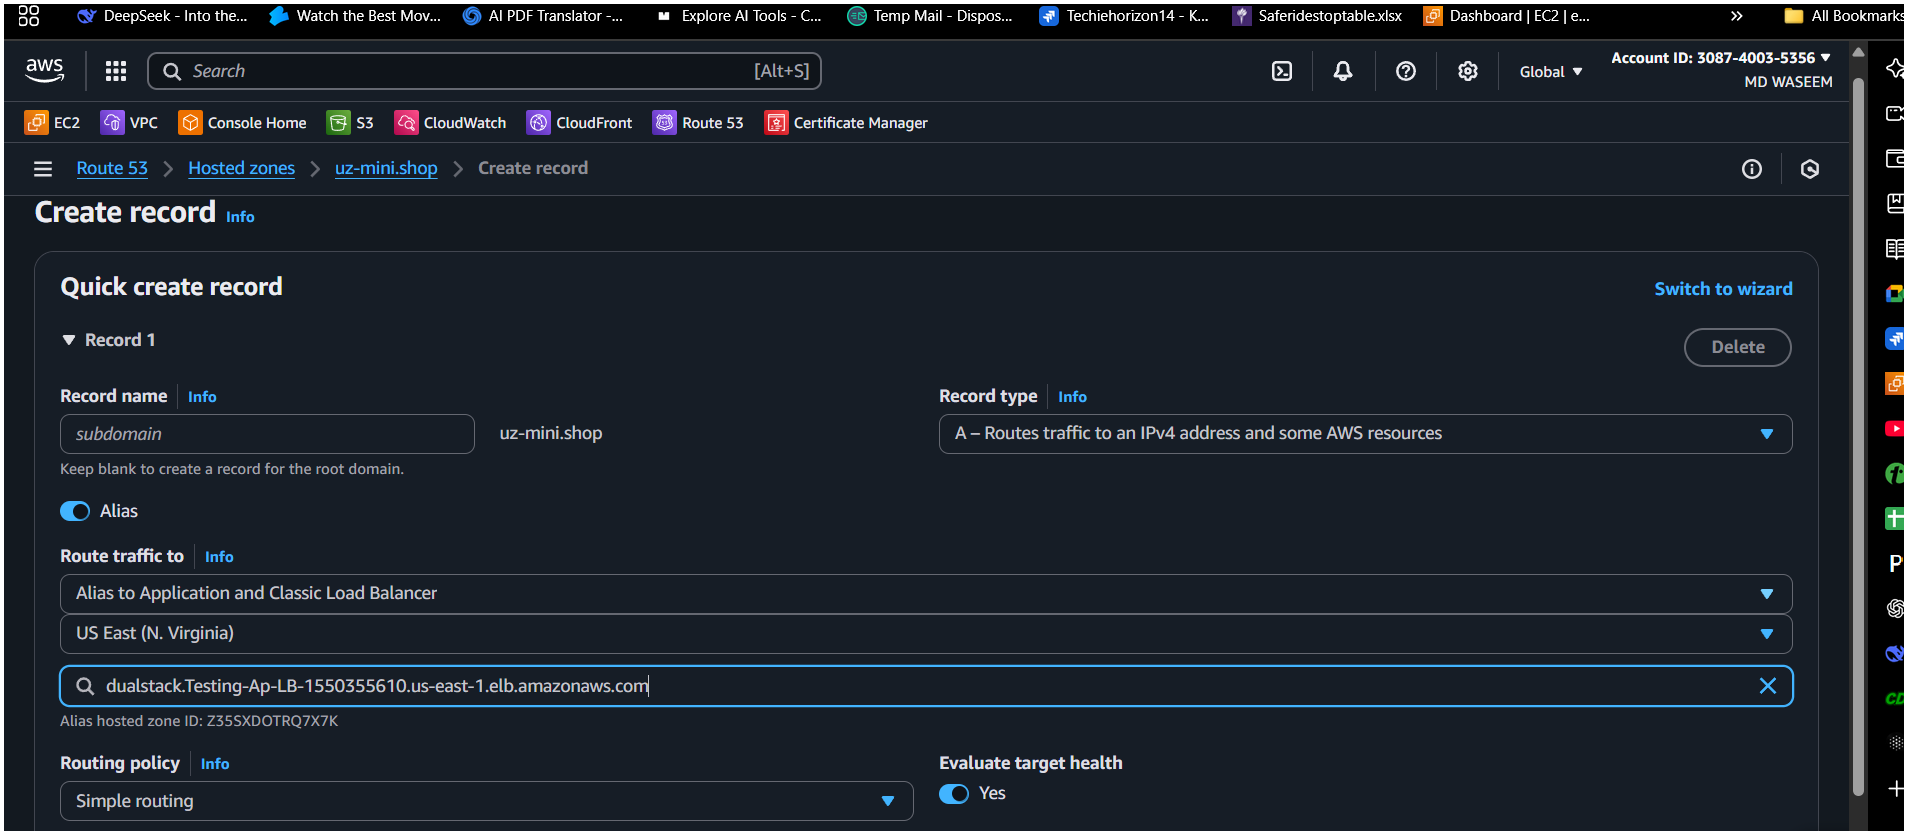 DeepSeek - Into the... Watch the Best Mov... AI PDF Translator -... Explore AI Tools - C... Temp Mail - Dispos... Techiehorizon14 - K... Saferidestoptable.xlsx Dashboard | EC2 | e... » All Bookmarks
aws Search [Alt+S] Global Account ID: 3087-4003-5356
MD WASEEM
EC2 VPC Console Home S3 CloudWatch CloudFront Route 53 Certificate Manager
Route 53 Hosted zones uz-mini.shop Create record
Create record Info
Quick create record Switch to wizard
Record 1 Delete
Record name Info Record type Info
subdomain uz-mini.shop A – Routes traffic to an IPv4 address and some AWS resources
Keep blank to create a record for the root domain.
Alias
Route traffic to Info
Alias to Application and Classic Load Balancer
US East (N. Virginia)
dualstack.Testing-Ap-LB-1550355610.us-east-1.elb.amazonaws.com
Alias hosted zone ID: Z35SXDOTRQ7X7K
Routing policy Info Evaluate target health
Simple routing Yes